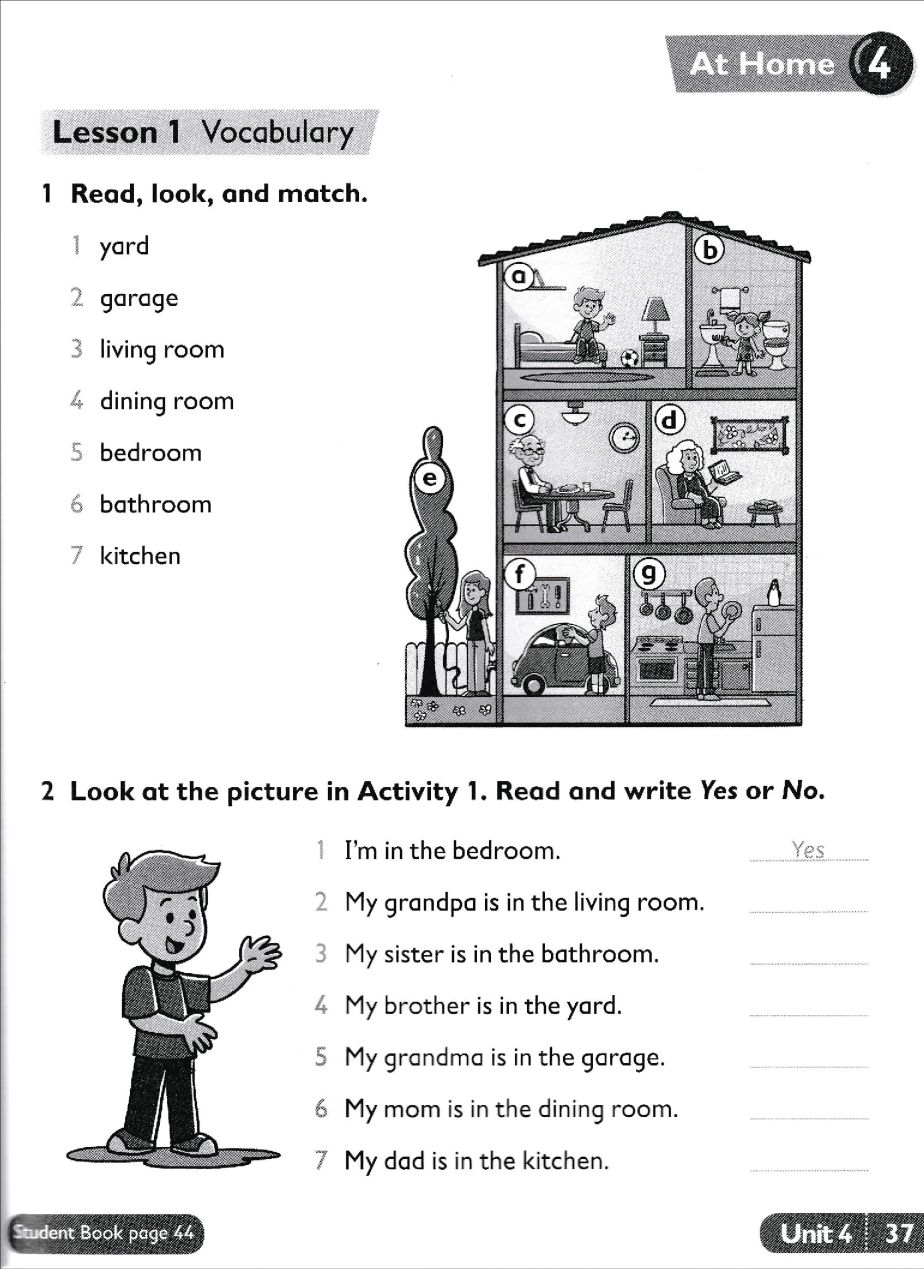 At Home 4
Lesson 1 Vocabulary
1 Read, look, and match.
1 yard
2 garage
3 living room
4 dining room
5 bedroom
6 bathroom
7 kitchen
a
b
c
d
e
f
g
2 Look at the picture in Activity 1. Read and write Yes or No.
1 I'm in the bedroom. Yes
2 My grandpa is in the living room.
3 My sister is in the bathroom.
4 My brother is in the yard.
5 My grandma is in the garage.
6 My mom is in the dining room.
7 My dad is in the kitchen.
Student Book page 44
Unit 4 37